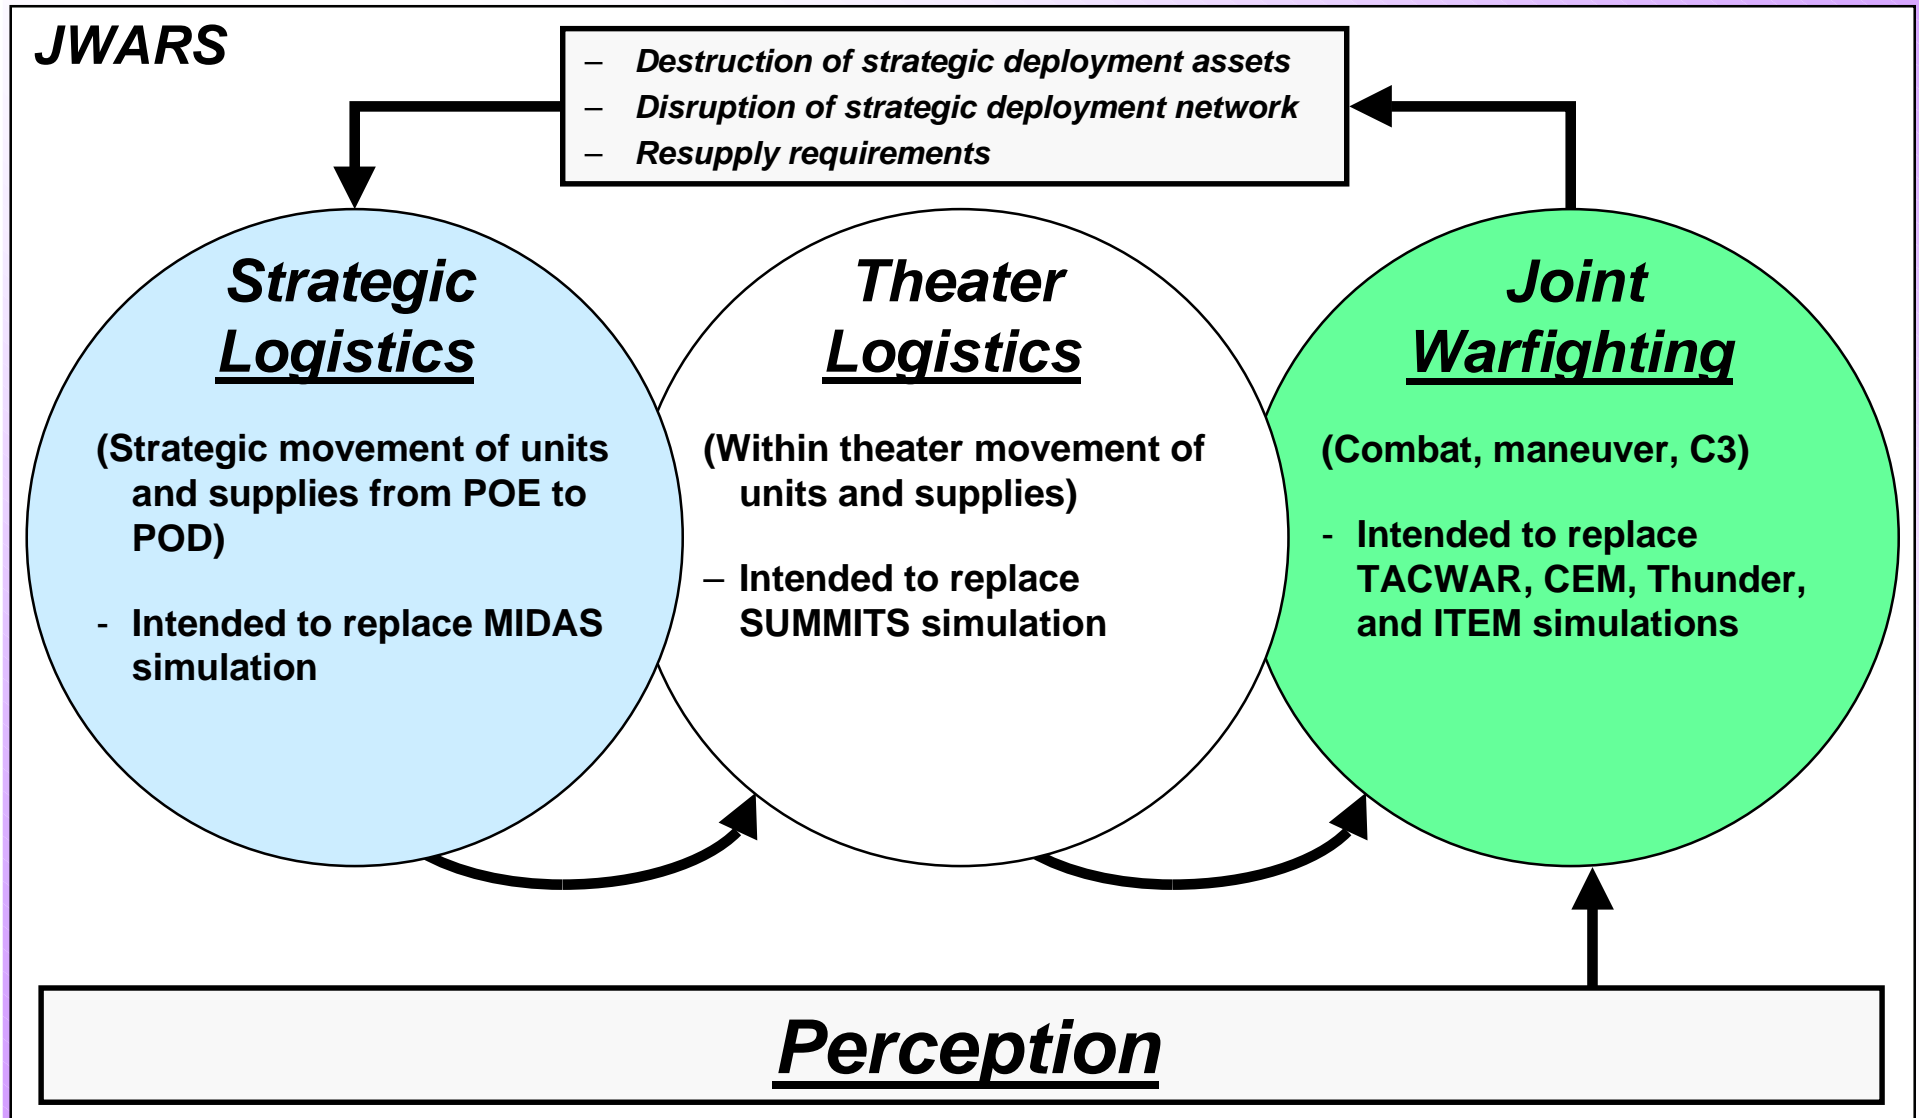 JWARS
– Destruction of strategic deployment assets
– Disruption of strategic deployment network
– Resupply requirements
Strategic
Logistics
(Strategic movement of units
and supplies from POE to
POD)
- Intended to replace MIDAS
simulation
Theater
Logistics
(Within theater movement of
units and supplies)
– Intended to replace
SUMMITS simulation
Joint
Warfighting
(Combat, maneuver, C3)
- Intended to replace
TACWAR, CEM, Thunder,
and ITEM simulations
Perception